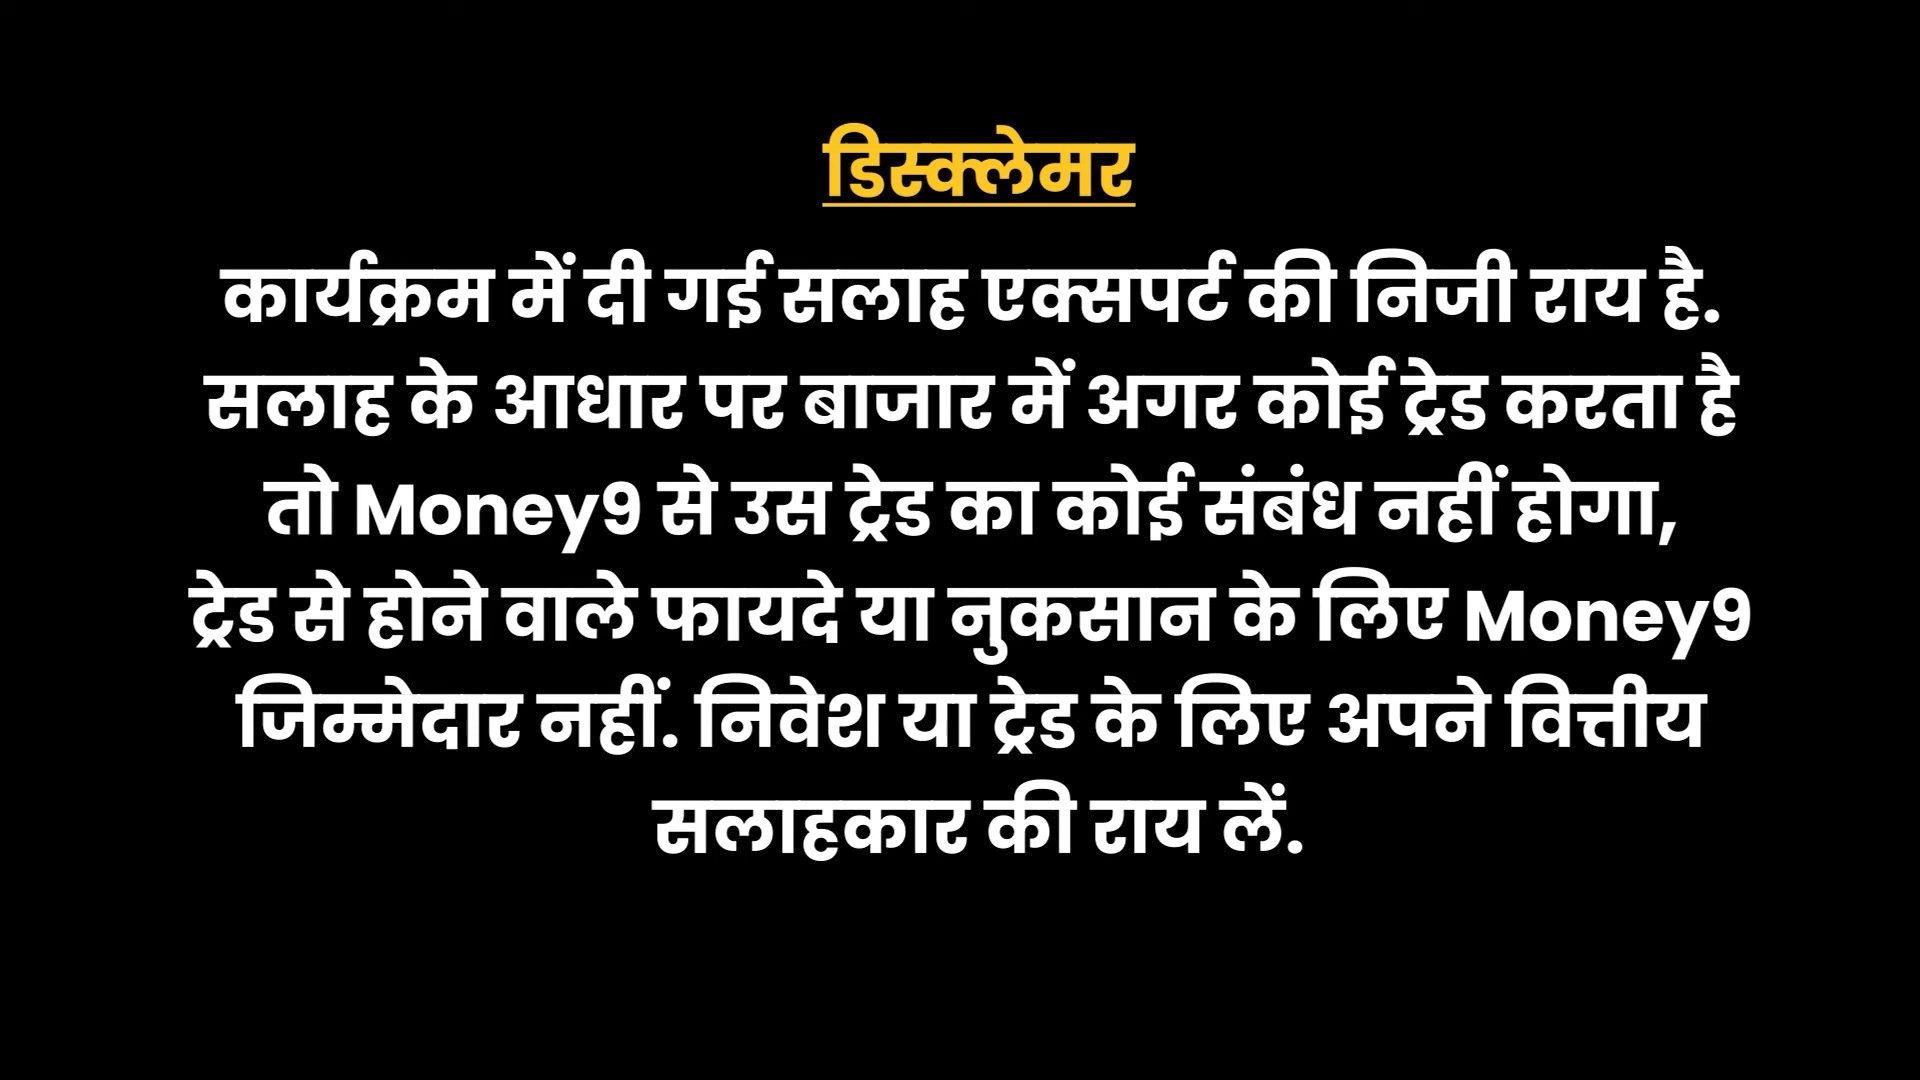 डिस्क्लेमर
कार्यक्रम में दी गई सलाह एक्सपर्ट की निजी राय है.
सलाह के आधार पर बाजार में अगर कोई ट्रेड करता है
तो Money9 से उस ट्रेड का कोई संबंध नहीं होगा,
ट्रेड से होने वाले फायदे या नुकसान के लिए Money9
जिम्मेदार नहीं. निवेश या ट्रेड के लिए अपने वित्तीय
सलाहकार की राय लें.